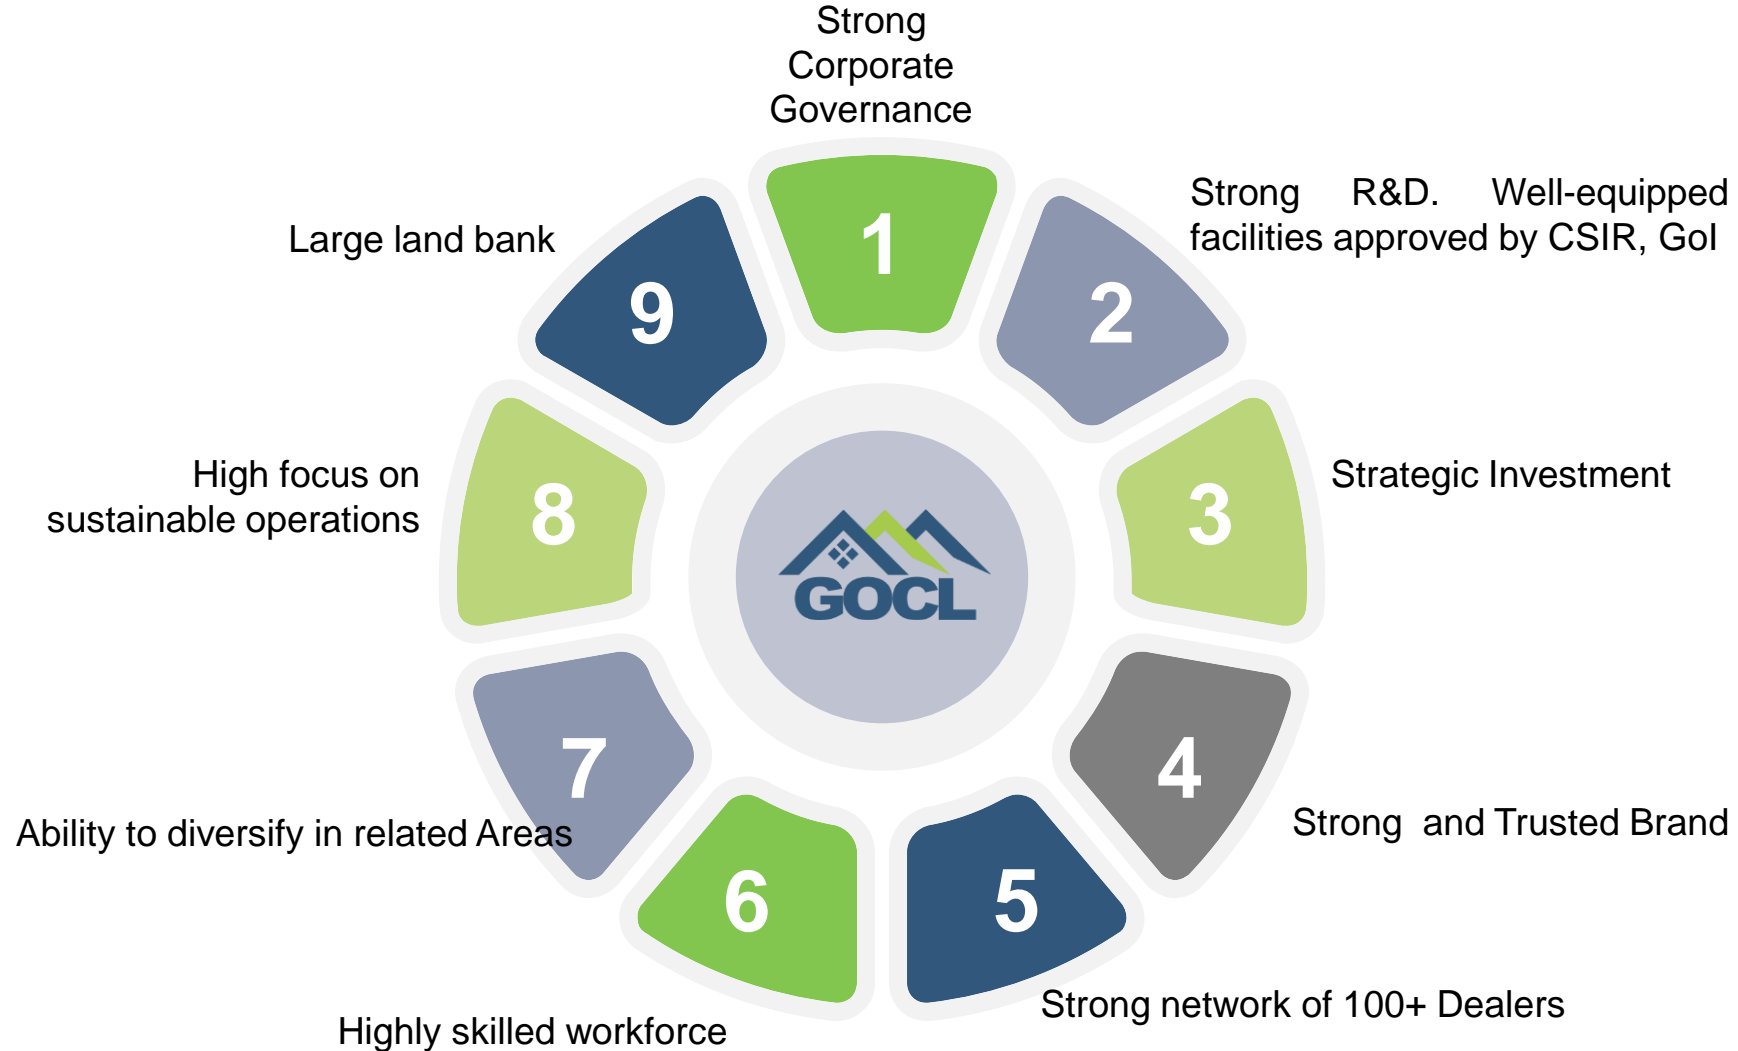 Strong
Corporate
Governance
1
Strong R&D. Well-equipped
facilities approved by CSIR, GoI
2
Strategic Investment
3
Strong and Trusted Brand
4
Strong network of 100+ Dealers
5
Highly skilled workforce
6
Ability to diversify in related Areas
7
High focus on
sustainable operations
8
Large land bank
9
GOCL